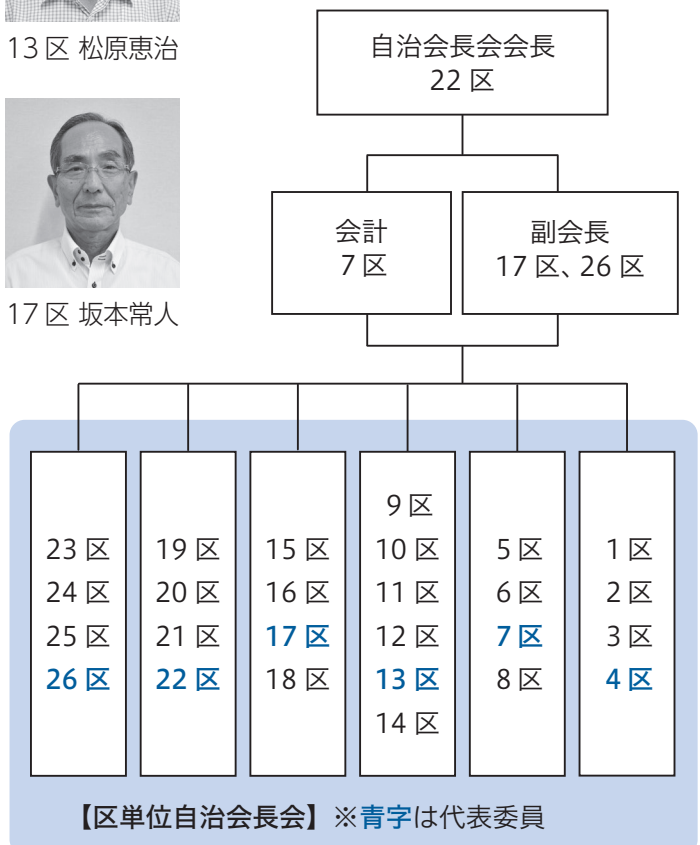 13区 松原恵治
17区 坂本常人
自治会長会会長
22区
会計
7区
副会長
17区、26区
23区
24区
25区
26区
19区
20区
21区
22区
15区
16区
17区
18区
9区
10区
11区
12区
13区
14区
5区
6区
7区
8区
1区
2区
3区
4区
【区単位自治会長会】※青字は代表委員